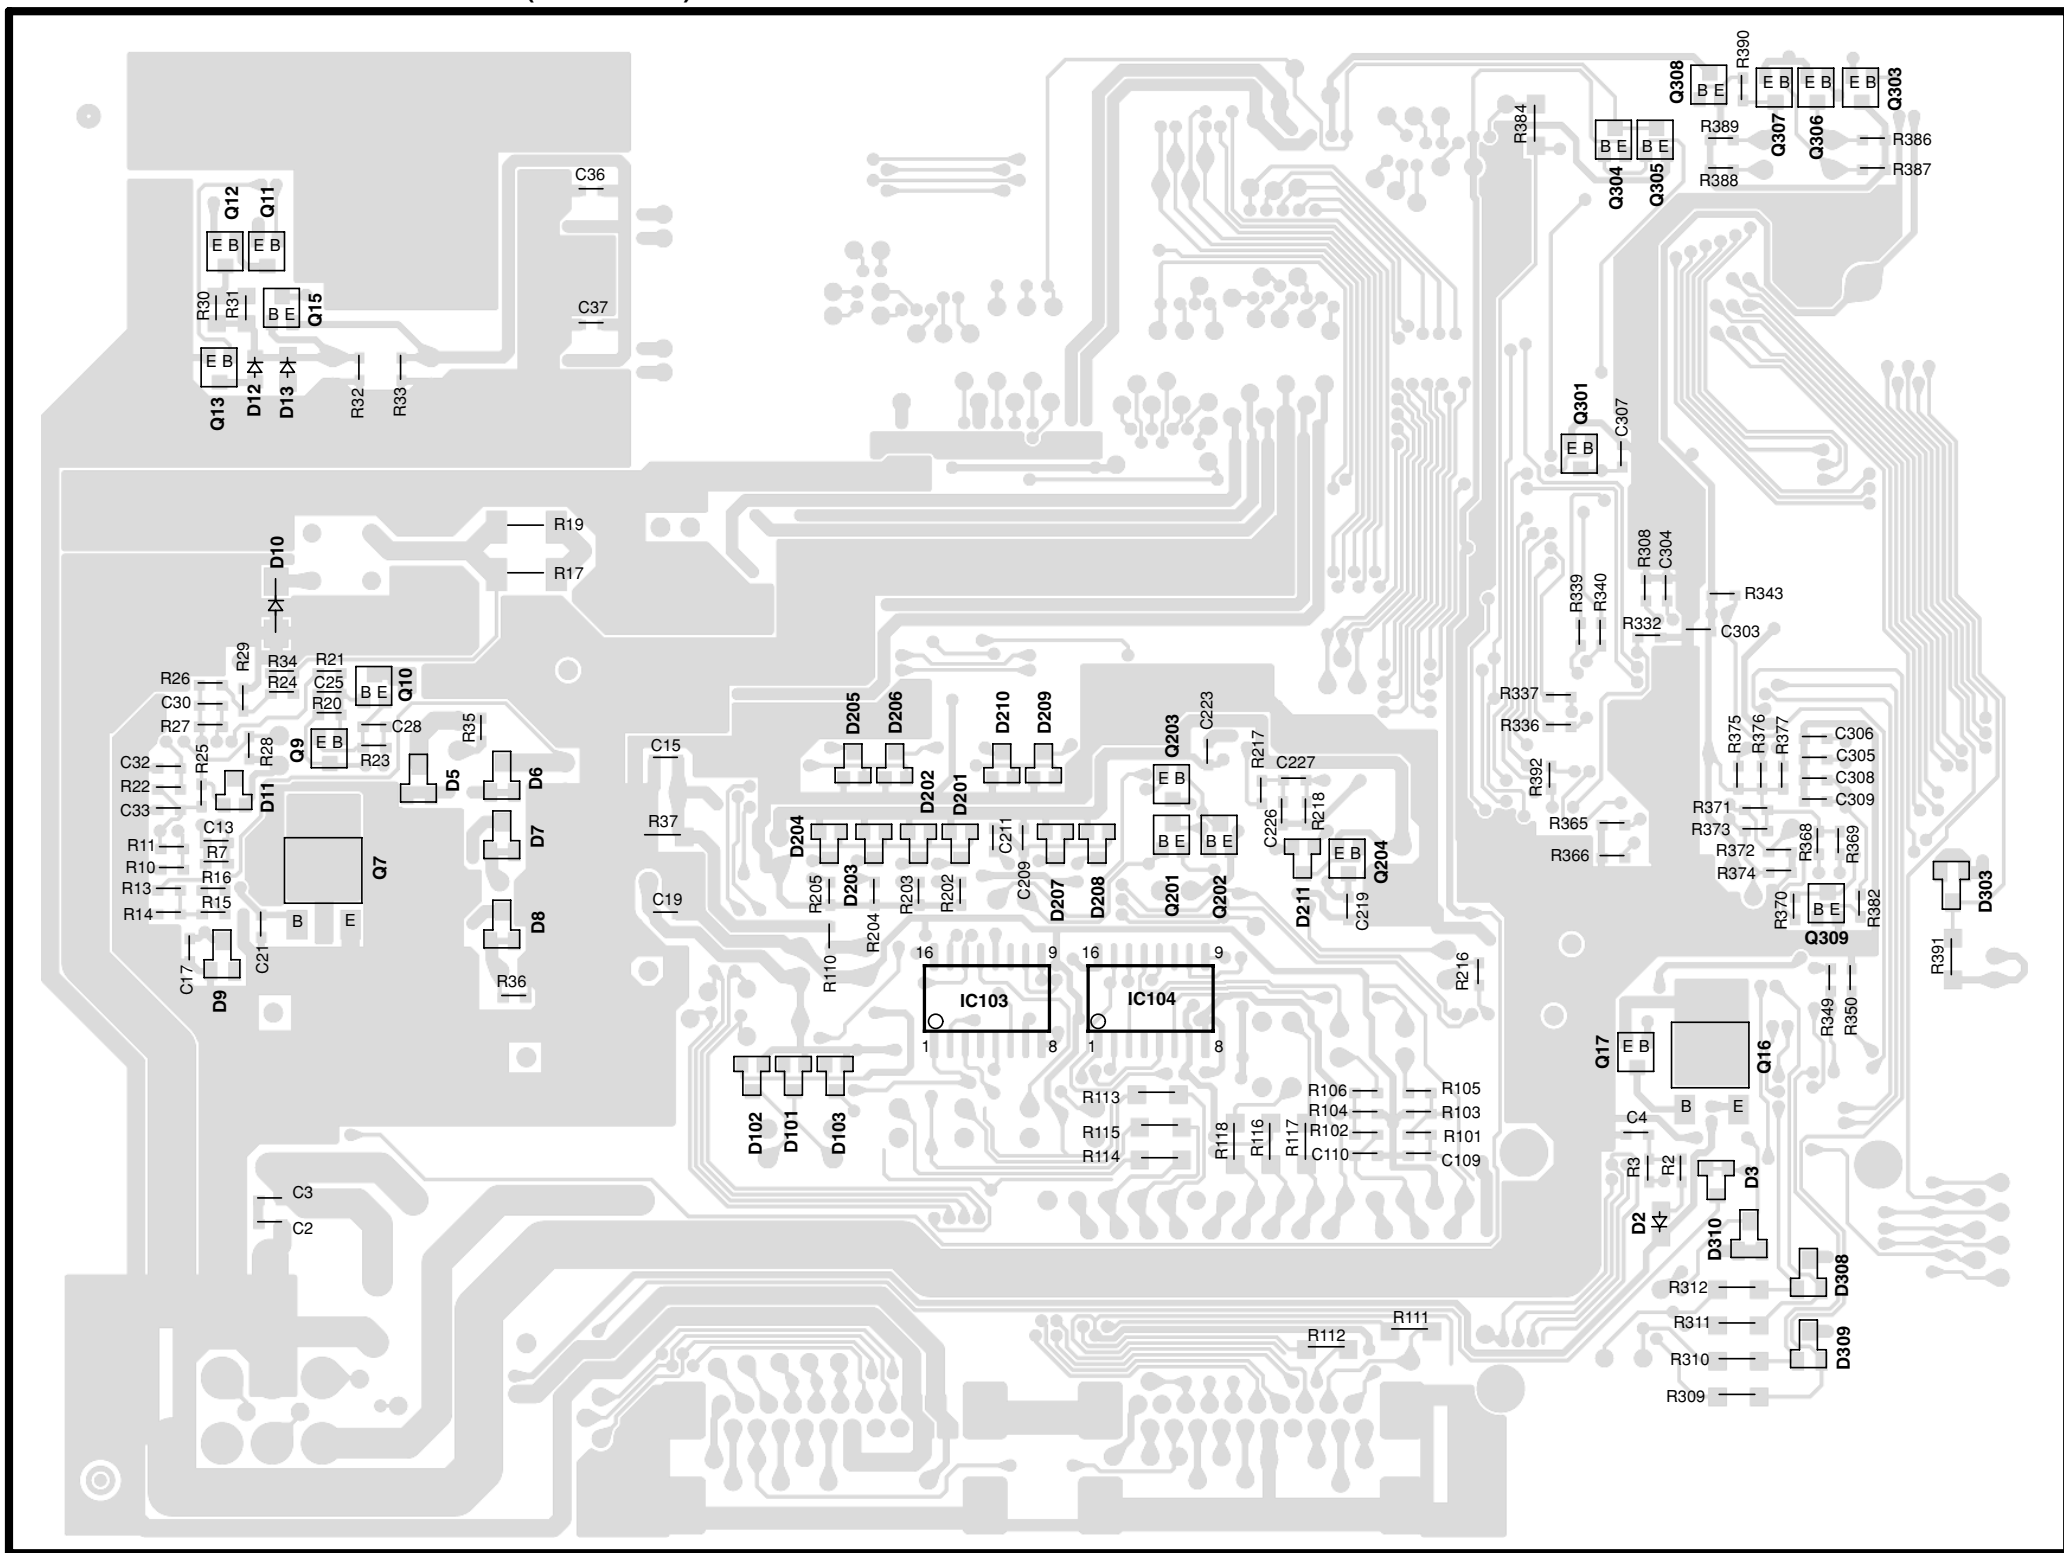 R390
Q308
B E
E B
E B
E B
Q303
R384
R389
Q307
Q306
R386
B E
B E
R388
R387
Q304
Q305
C36
Q12
Q11
E B
E B
R30
R31
B E
Q15
C37
E B
Q13
D12
D13
R32
R33
Q301
C307
E B
R19
D10
R17
R308
C304
R339
R340
R343
R332
C303
R29
R34
R21
R26
R24
C25
Q10
B E
C30
R20
R27
C28
R35
D205
D206
D210
D209
C223
R337
R336
R375
R376
R377
C306
Q9
E B
R28
R23
R25
C15
Q203
R217
C305
C32
D5
D6
D202
D201
E B
C227
R392
C308
R22
D11
C309
C33
C226
R218
R371
C13
R37
D204
C211
B E
B E
R365
R373
R368
R369
R11
R7
D7
E B
Q204
R366
R372
R10
Q7
R16
R374
R13
R205
D203
R203
R202
C209
D207
D208
Q201
Q202
D211
C219
D303
R15
R14
B
E
D8
C19
R204
R370
B E
R382
Q309
C17
C21
R110
16
9
16
9
R216
R391
D9
R36
IC103
IC104
R349
R350
1
8
1
8
Q17
E B
Q16
B
E
D102
D101
D103
R113
R106
R105
R104
R103
R115
R118
R116
R117
R102
R101
C4
R114
C110
C109
R3
R2
D3
C3
C2
D2
D310
D308
R312
R111
R311
R112
R310
D309
R309